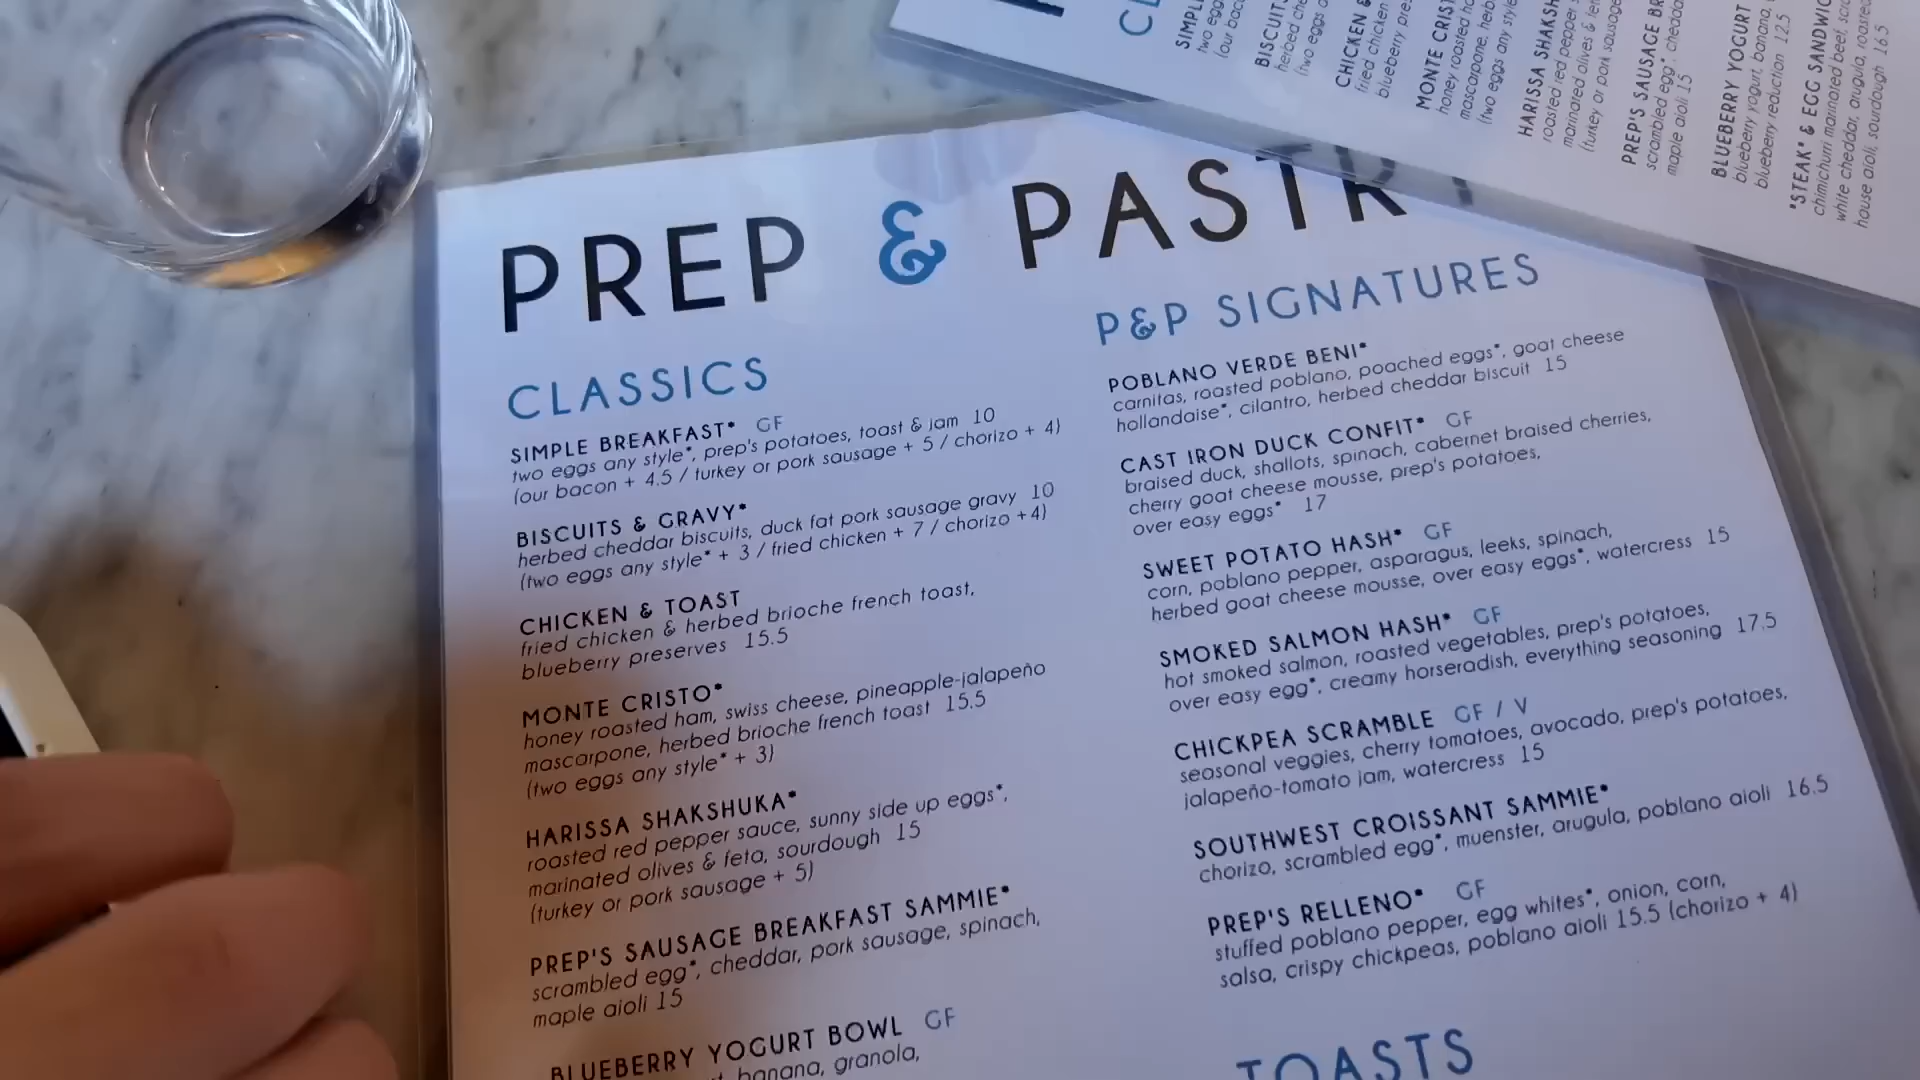 PREP & PASTRY
CLASSICS
SIMPLE BREAKFAST* GF
two eggs any style*, prep's potatoes, toast & jam 10
(our bacon + 4.5 / turkey or pork sausage + 5 / chorizo + 4)
BISCUITS & GRAVY*
herbed cheddar biscuits, duck fat pork sausage gravy 10
(two eggs any style* + 3 / fried chicken + 7 / chorizo +4)
CHICKEN & TOAST
fried chicken & herbed brioche french toast,
blueberry preserves 15.5
MONTE CRISTO*
honey roasted ham, swiss cheese, pineapple-jalapeño
mascarpone, herbed brioche french toast 15.5
(two eggs any style* + 3)
HARISSA SHAKSHUKA*
roasted red pepper sauce, sunny side up eggs*,
marinated olives & feta, sourdough 15
(turkey or pork sausage + 5)
PREP'S SAUSAGE BREAKFAST SAMMIE*
scrambled egg*, cheddar, pork sausage, spinach,
maple aioli 15
BLUEBERRY YOGURT BOWL GF
banana, granola,
P&P SIGNATURES
POBLANO VERDE BENI*
carnitas, roasted poblano, poached eggs*, goat cheese
hollandaise*, cilantro, herbed cheddar biscuit 15
CAST IRON DUCK CONFIT* GF
braised duck, shallots, spinach, cabernet braised cherries,
cherry goat cheese mousse, prep's potatoes,
over easy eggs* 17
SWEET POTATO HASH* GF
corn, poblano pepper, asparagus, leeks, spinach,
herbed goat cheese mousse, over easy eggs*, watercress 15
SMOKED SALMON HASH* GF
hot smoked salmon, roasted vegetables, prep's potatoes,
over easy egg*, creamy horseradish, everything seasoning 17.5
CHICKPEA SCRAMBLE GF / V
seasonal veggies, cherry tomatoes, avocado, prep's potatoes,
jalapeño-tomato jam, watercress 15
SOUTHWEST CROISSANT SAMMIE*
chorizo, scrambled egg*, muenster, arugula, poblano aioli 16.5
PREP'S RELLENO* GF
stuffed poblano pepper, egg whites*, onion, corn,
salsa, crispy chickpeas, poblano aioli 15.5 (chorizo + 4)
TOASTS
CL
SIMPLE
two egg
(our baco
BISCUITS
herbed che
(two eggs a
CHICKEN &
fried chicken
blueberry pres
MONTE CRIST
honey roasted ha
mascarpone, herb
(two eggs any style
HARISSA SHAKSH
roasted red pepper s
marinated olives & fet
(turkey or pork sausage
PREP'S SAUSAGE BR
scrambled egg*, chedda
maple aioli 15
BLUEBERRY YOGURT
blueberry yogurt, banana,
blueberry reduction 12.5
"STEAK" & EGG SANDWIC
chimichurri marinated beef, sc
white cheddar, arugula, roasted
house aioli, sourdough 16.5